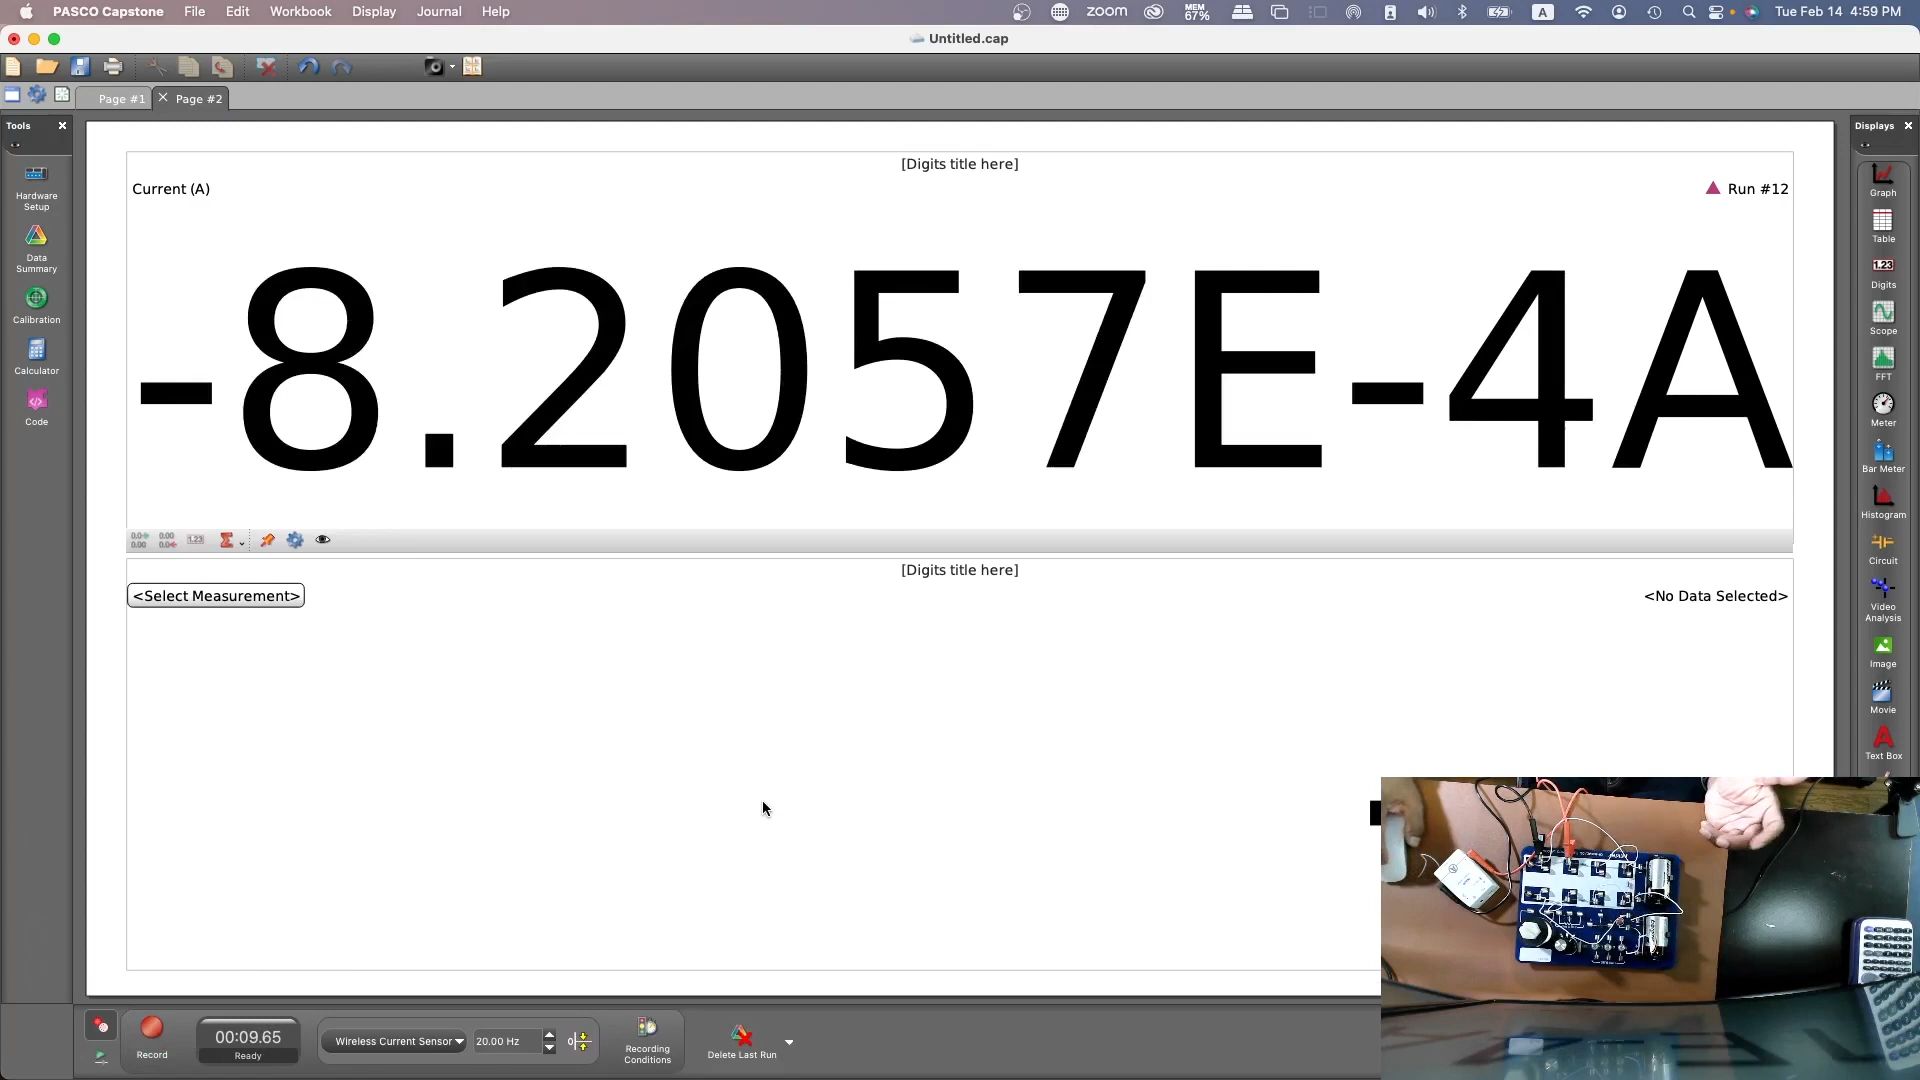 PASCO Capstone File Edit Workbook Display Journal Help
zoom MEM 67% A Tue Feb 14 4:59 PM
Untitled.cap
Page #1 Page #2
Tools
Displays
Hardware Setup
Data Summary
Calibration
Calculator
Code
[Digits title here]
Current (A)
Run #12
-8.2057E-4A
[Digits title here]
<Select Measurement>
<No Data Selected>
Graph
Table
1.23
Digits
Scope
FFT
Meter
Bar Meter
Histogram
Circuit
Video Analysis
Image
Movie
Text Box
Record
00:09.65
Ready
Wireless Current Sensor
20.00 Hz
Recording Conditions
Delete Last Run